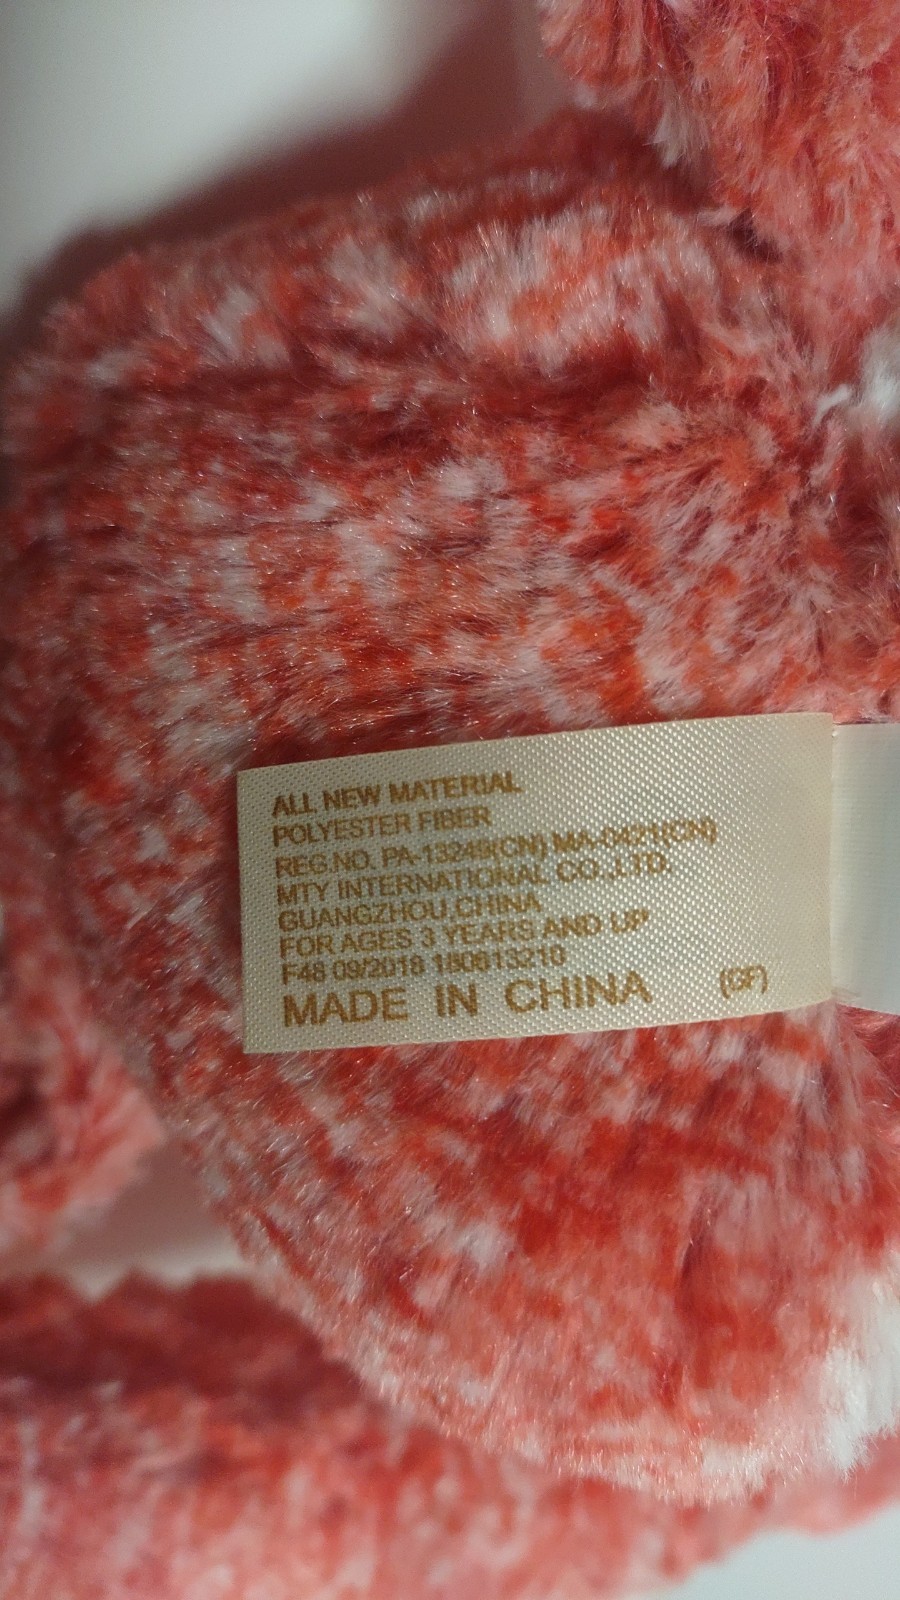 ALL NEW MATERIAL
POLYESTER FIBER
REG.NO. PA-13249(CN) MA-0421(CN)
MTY INTERNATIONAL CO.,LTD.
GUANGZHOU,CHINA
FOR AGES 3 YEARS AND UP
F48 09/2018 180613210
MADE IN CHINA (GF)